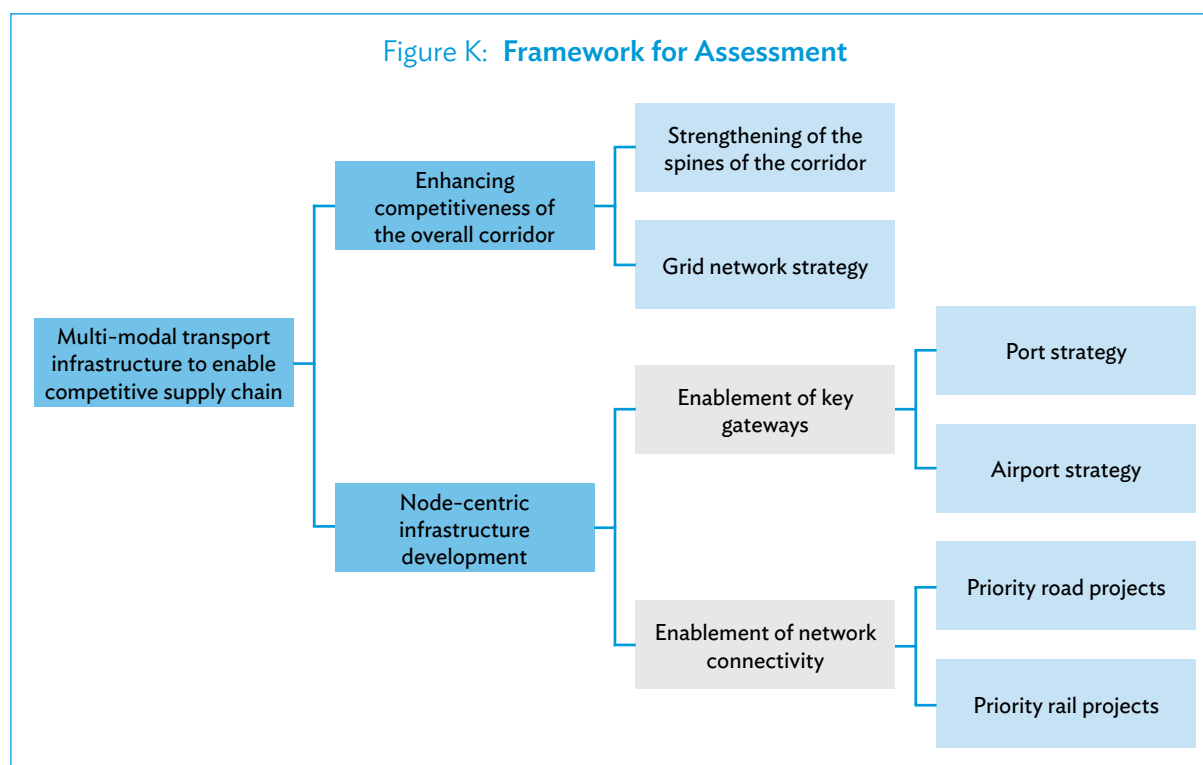 Figure K: Framework for Assessment
Strengthening of the
spines of the corridor
Enhancing
competitiveness of
the overall corridor
Grid network strategy
Multi-modal transport
infrastructure to enable
competitive supply chain
Port strategy
Enablement of key
gateways
Airport strategy
Node-centric
infrastructure
development
Priority road projects
Enablement of network
connectivity
Priority rail projects